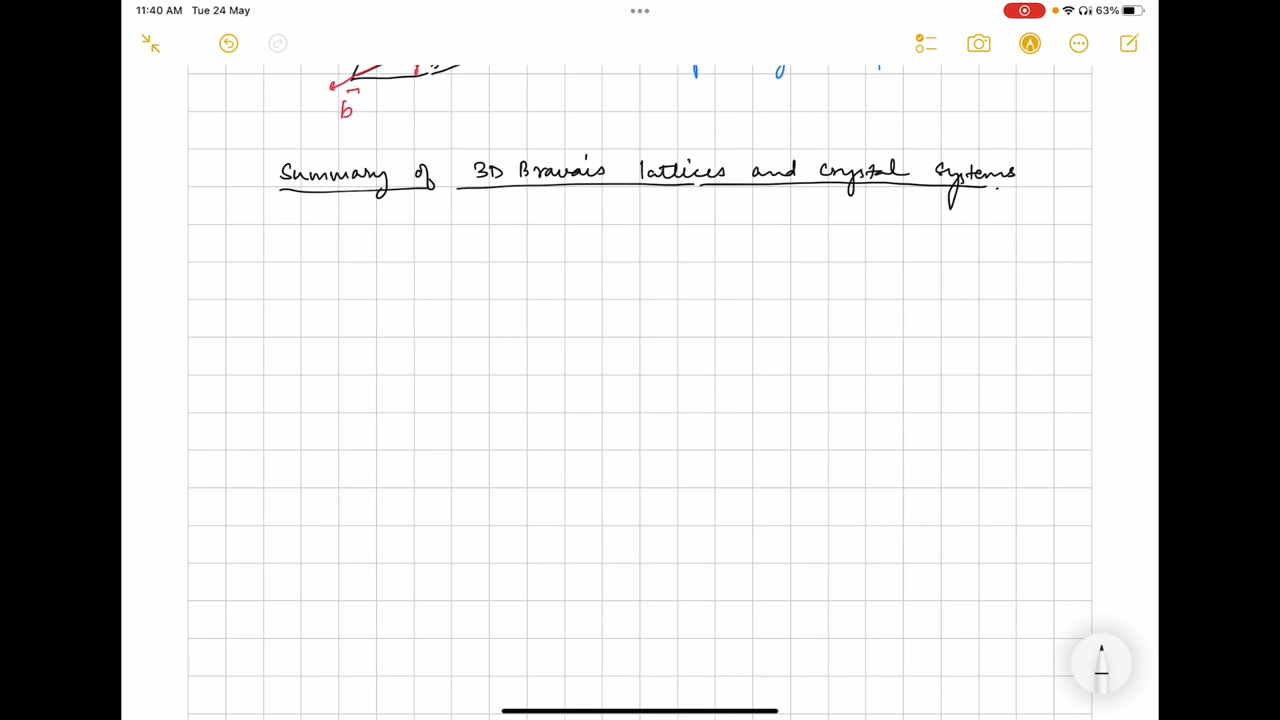 11:40 AM Tue 24 May
63%
b
Summary of 3D Bravais lattices and crystal systems